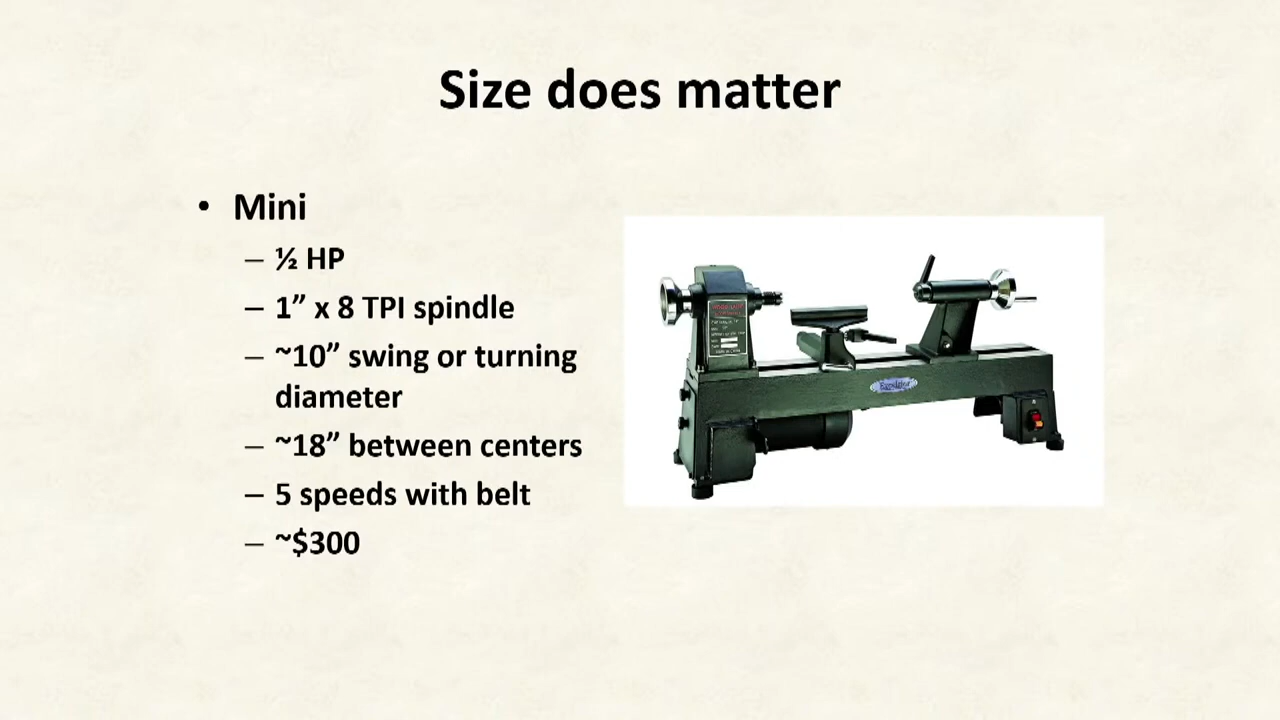 Size does matter
• Mini
– ½ HP
– 1” x 8 TPI spindle
– ~10” swing or turning
diameter
– ~18” between centers
– 5 speeds with belt
– ~$300
Excelsior